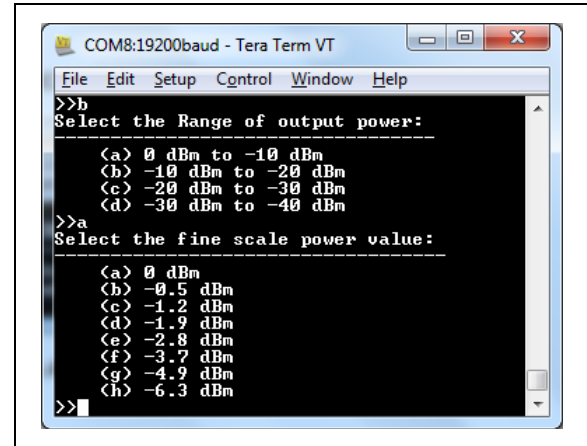 COM8:19200baud - Tera Term VT
File Edit Setup Control Window Help
>>b
Select the Range of output power:
---------------------------------
(a) 0 dBm to -10 dBm
(b) -10 dBm to -20 dBm
(c) -20 dBm to -30 dBm
(d) -30 dBm to -40 dBm
>>a
Select the fine scale power value:
----------------------------------
(a) 0 dBm
(b) -0.5 dBm
(c) -1.2 dBm
(d) -1.9 dBm
(e) -2.8 dBm
(f) -3.7 dBm
(g) -4.9 dBm
(h) -6.3 dBm
>>